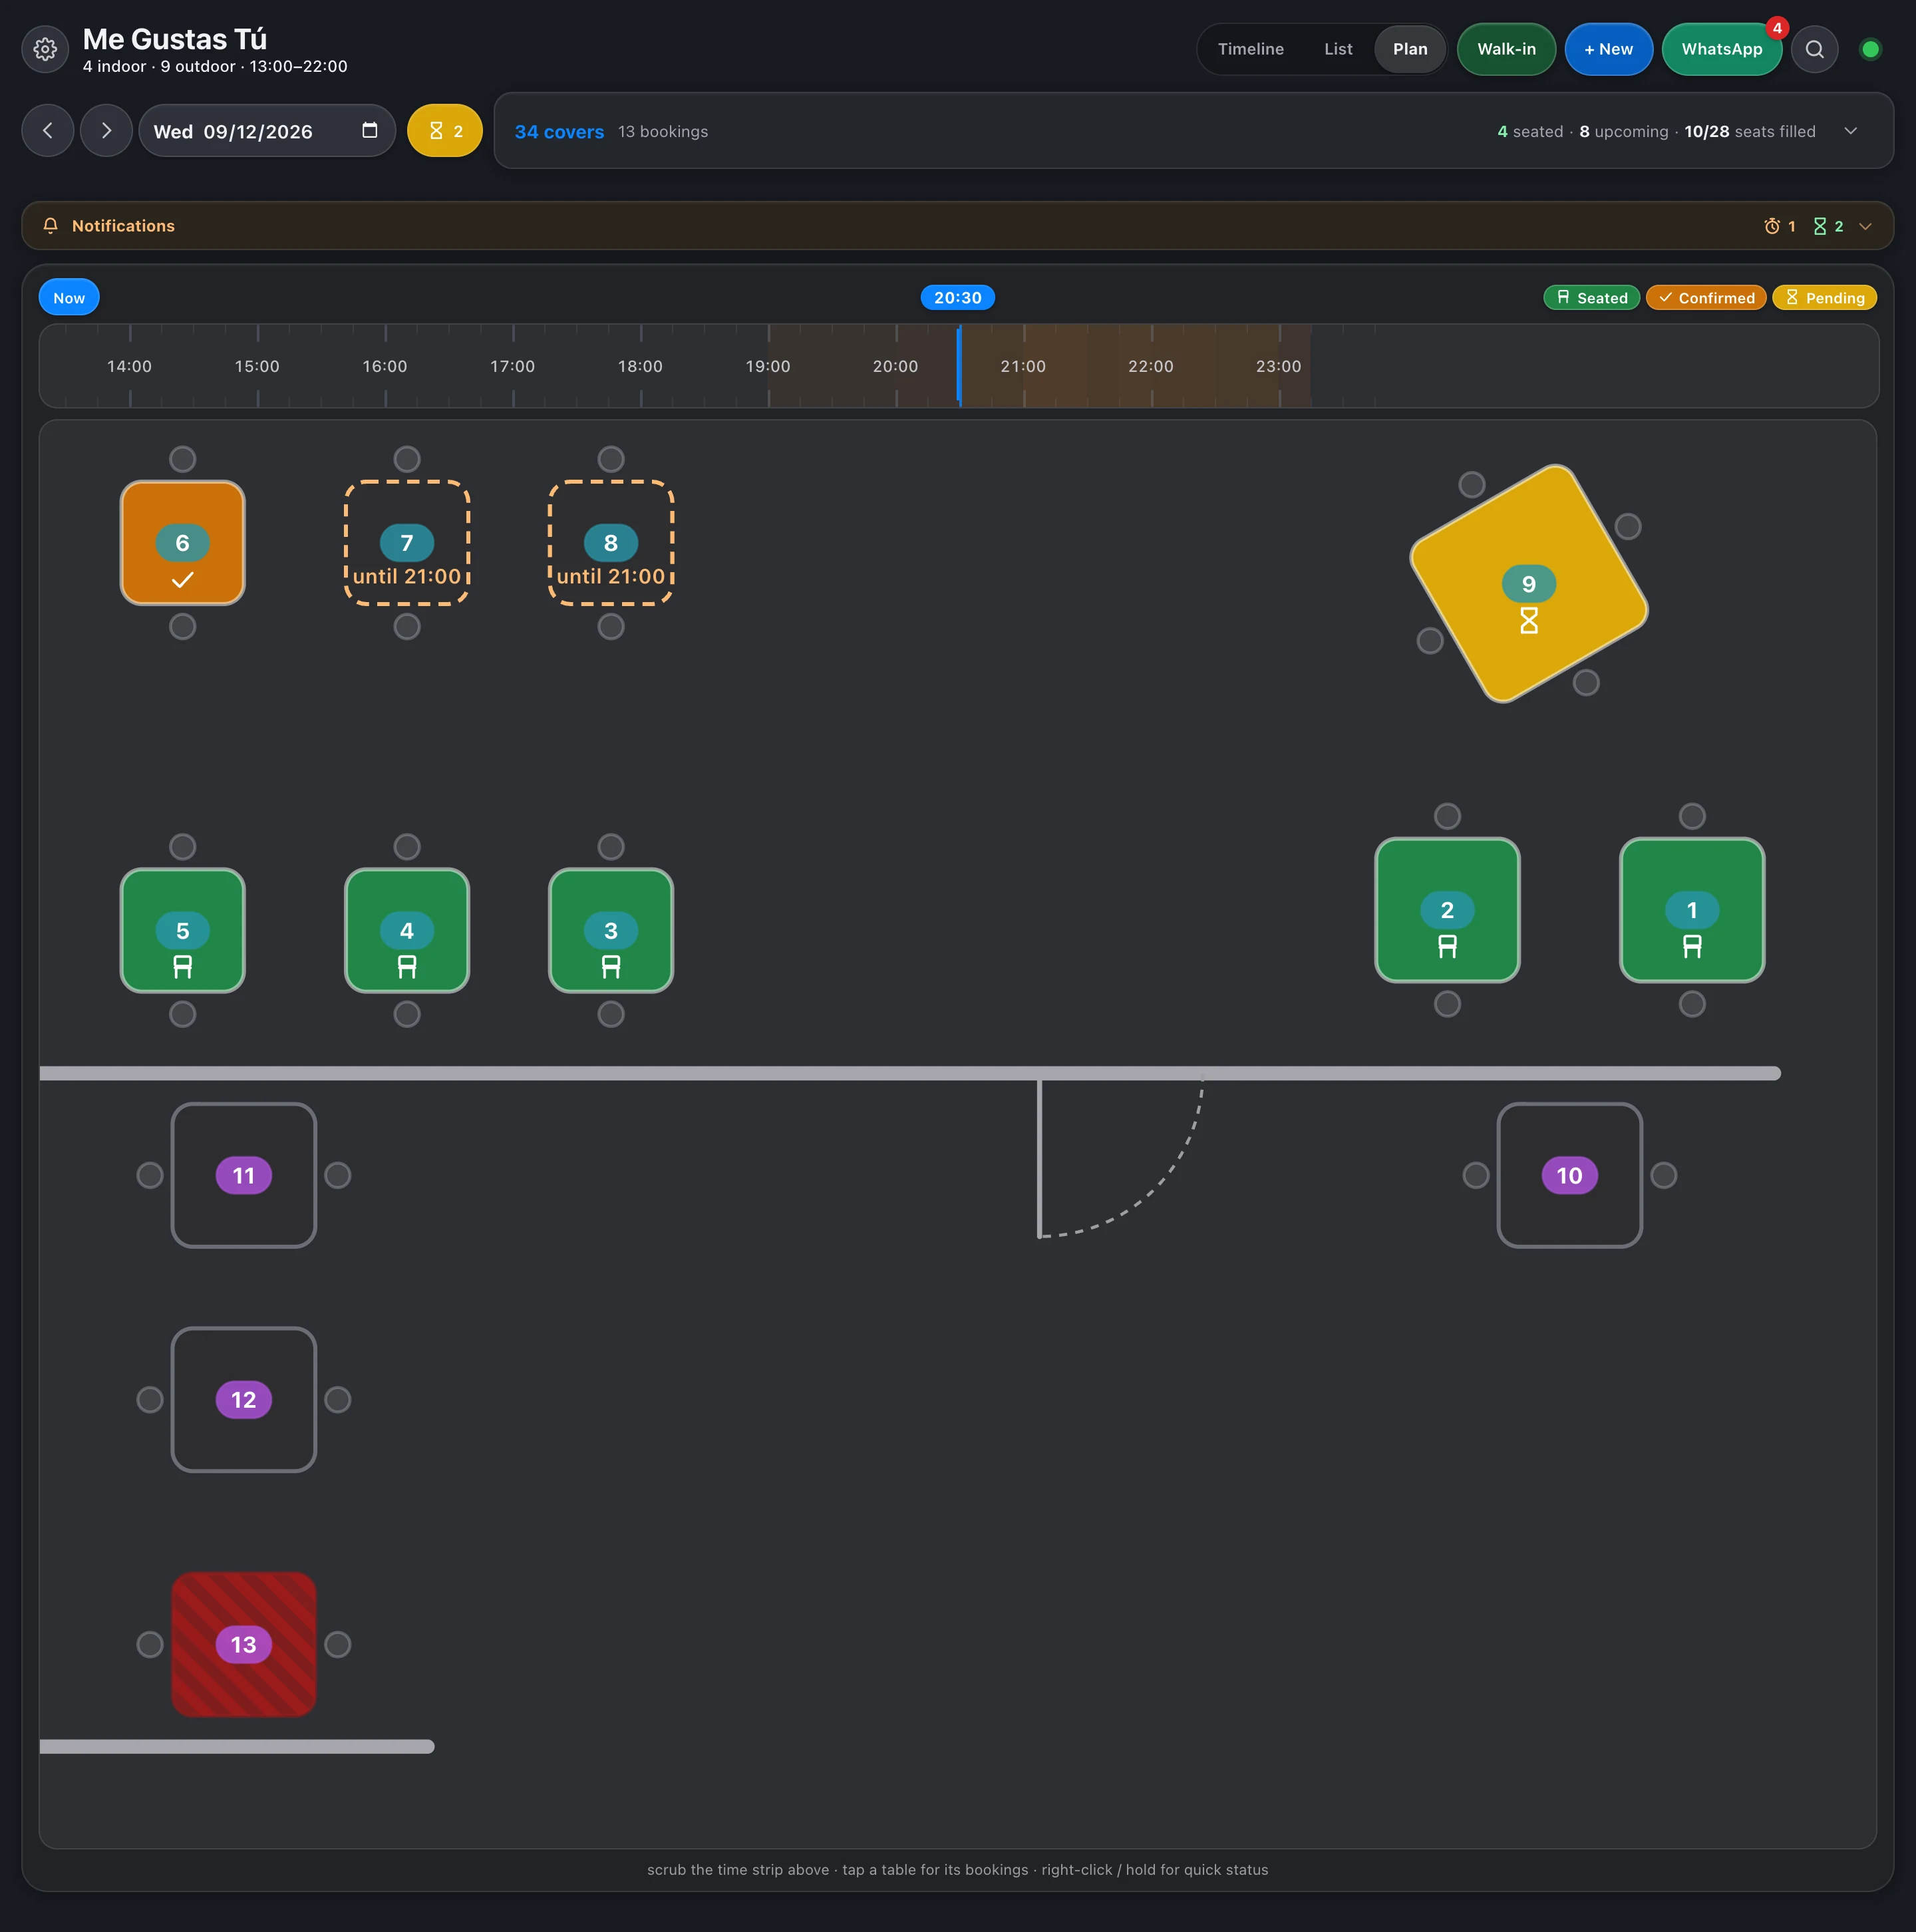 Me Gustas Tú
4 indoor · 9 outdoor · 13:00–22:00
Timeline
List
Plan
Walk-in
+ New
WhatsApp
4
Wed 09/12/2026
2
34 covers
13 bookings
4 seated · 8 upcoming · 10/28 seats filled
Notifications
1
2
Now
20:30
Seated
Confirmed
Pending
14:00
15:00
16:00
17:00
18:00
19:00
20:00
21:00
22:00
23:00
6
7
until 21:00
8
until 21:00
9
5
4
3
2
1
11
10
12
13
scrub the time strip above · tap a table for its bookings · right-click / hold for quick status